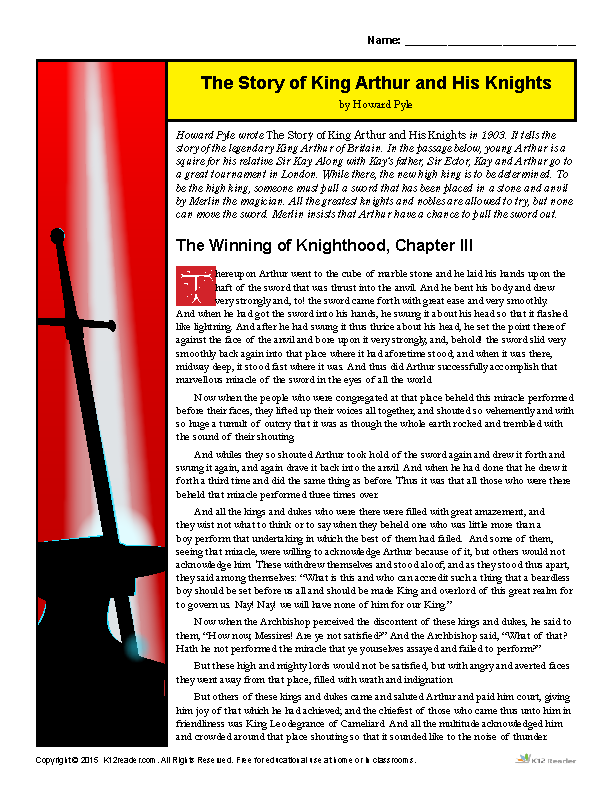 Name: ____________________________
The Story of King Arthur and His Knights
by Howard Pyle
Howard Pyle wrote The Story of King Arthur and His Knights in 1903. It tells the
story of the legendary King Arthur of Britain. In the passage below, young Arthur is a
squire for his relative Sir Kay Along with Kay's father, Sir Ector, Kay and Arthur go to
a great tournament in London. While there, the new high king is to be determined. To
be the high king, someone must pull a sword that has been placed in a stone and anvil
by Merlin the magician. All the greatest knights and nobles are allowed to try, but none
can move the sword. Merlin insists that Arthur have a chance to pull the sword out.
The Winning of Knighthood, Chapter III
Thereupon Arthur went to the cube of marble stone and he laid his hands upon the
haft of the sword that was thrust into the anvil. And he bent his body and drew
very strongly and, to! the sword came forth with great ease and very smoothly.
And when he had got the sword into his hands, he swung it about his head so that it flashed
like lightning. And after he had swung it thus thrice about his head, he set the point thereof
against the face of the anvil and bore upon it very strongly, and, behold! the sword slid very
smoothly back again into that place where it had aforetime stood; and when it was there,
midway deep, it stood fast where it was. And thus did Arthur successfully accomplish that
marvellous miracle of the sword in the eyes of all the world.
Now when the people who were congregated at that place beheld this miracle performed
before their faces, they lifted up their voices all together, and shouted so vehemently and with
so huge a tumult of outcry that it was as though the whole earth rocked and trembled with
the sound of their shouting.
And whiles they so shouted Arthur took hold of the sword again and drew it forth and
swung it again, and again drave it back into the anvil. And when he had done that he drew it
forth a third time and did the same thing as before. Thus it was that all those who were there
beheld that miracle performed three times over.
And all the kings and dukes who were there were filled with great amazement, and
they wist not what to think or to say when they beheld one who was little more than a
boy perform that undertaking in which the best of them had failed. And some of them,
seeing that miracle, were willing to acknowledge Arthur because of it, but others would not
acknowledge him. These withdrew themselves and stood aloof; and as they stood thus apart,
they said among themselves: “What is this and who can accredit such a thing that a beardless
boy should be set before us all and should be made King and overlord of this great realm for
to govern us. Nay! Nay! we will have none of him for our King.”
Now when the Archbishop perceived the discontent of these kings and dukes, he said to
them, “How now, Messires! Are ye not satisfied?” And the Archbishop said, “What of that?
Hath he not performed the miracle that ye yourselves assayed and failed to perform?”
But these high and mighty lords would not be satisfied, but with angry and averted faces
they went away from that place, filled with wrath and indignation.
But others of these kings and dukes came and saluted Arthur and paid him court, giving
him joy of that which he had achieved; and the chiefest of those who came thus unto him in
friendliness was King Leodegrance of Cameliard. And all the multitude acknowledged him
and crowded around that place shouting so that it sounded like to the noise of thunder.
Copyright © 2015 K12reader.com. All Rights Reserved. Free for educational use at home or in classrooms.
K12 Reader